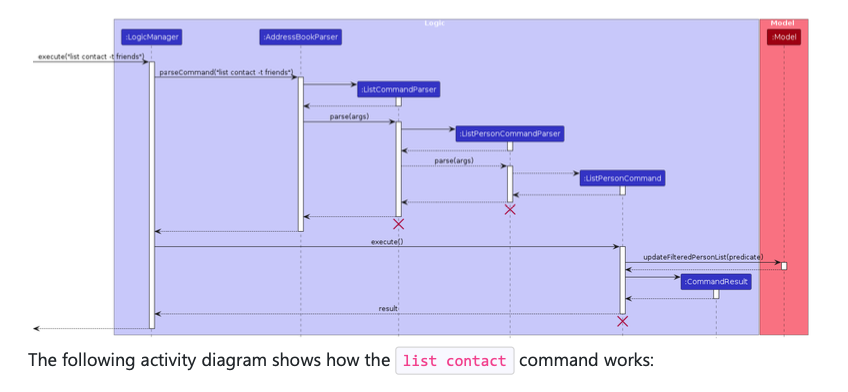 Logic
Model
:LogicManager
:AddressBookParser
:Model
execute("list contact -t friends")
parseCommand("list contact -t friends")
:ListCommandParser
parse(args)
:ListPersonCommandParser
parse(args)
:ListPersonCommand
execute()
updateFilteredPersonList(predicate)
:CommandResult
result
The following activity diagram shows how the list contact command works: